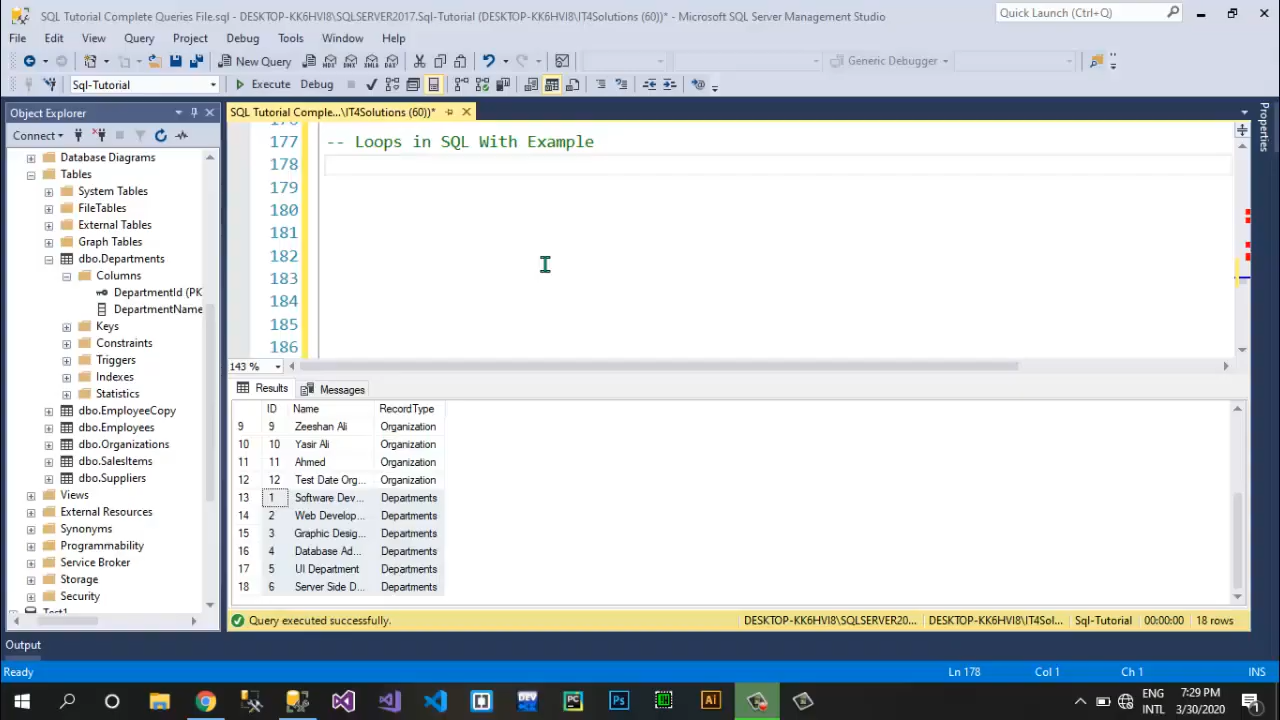 SQL Tutorial Complete Queries File.sql - DESKTOP-KK6HVI8\SQLSERVER2017.Sql-Tutorial (DESKTOP-KK6HVI8\IT4Solutions (60))* - Microsoft SQL Server Management Studio
Quick Launch (Ctrl+Q)
File Edit View Query Project Debug Tools Window Help
New Query
Generic Debugger
Sql-Tutorial
Execute Debug
Object Explorer
SQL Tutorial Comple...\IT4Solutions (60))*
Properties
Connect
Database Diagrams
Tables
System Tables
FileTables
External Tables
Graph Tables
dbo.Departments
Columns
DepartmentId (PK
DepartmentName
Keys
Constraints
Triggers
Indexes
Statistics
dbo.EmployeeCopy
dbo.Employees
dbo.Organizations
dbo.SalesItems
dbo.Suppliers
Views
External Resources
Synonyms
Programmability
Service Broker
Storage
Security
Test1
176
177 -- Loops in SQL With Example
178
179
180
181
182
183
184
185
186
143 %
Results Messages
ID Name RecordType
9 9 Zeeshan Ali Organization
10 10 Yasir Ali Organization
11 11 Ahmed Organization
12 12 Test Date Org... Organization
13 1 Software Dev... Departments
14 2 Web Develop... Departments
15 3 Graphic Desig... Departments
16 4 Database Ad... Departments
17 5 UI Department Departments
18 6 Server Side D... Departments
Query executed successfully. DESKTOP-KK6HVI8\SQLSERVER20... DESKTOP-KK6HVI8\IT4Sol... Sql-Tutorial 00:00:00 18 rows
Output
Ready Ln 178 Col 1 Ch 1 INS
DEV
PC
Ps
Ai
ENG
INTL
7:29 PM
3/30/2020